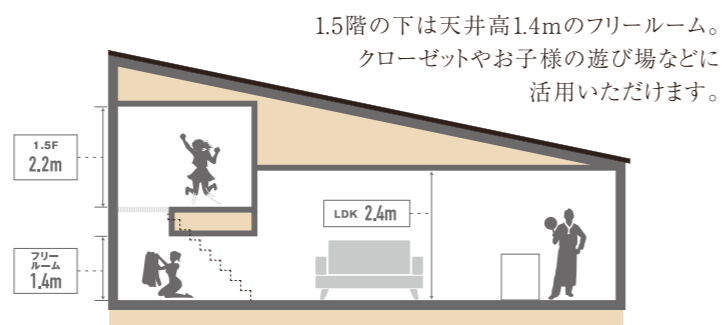 1.5階の下は天井高1.4mのフリールーム。
クローゼットやお子様の遊び場などに
活用いただけます。
1.5F
2.2m
LDK 2.4m
フリー
ルーム
1.4m